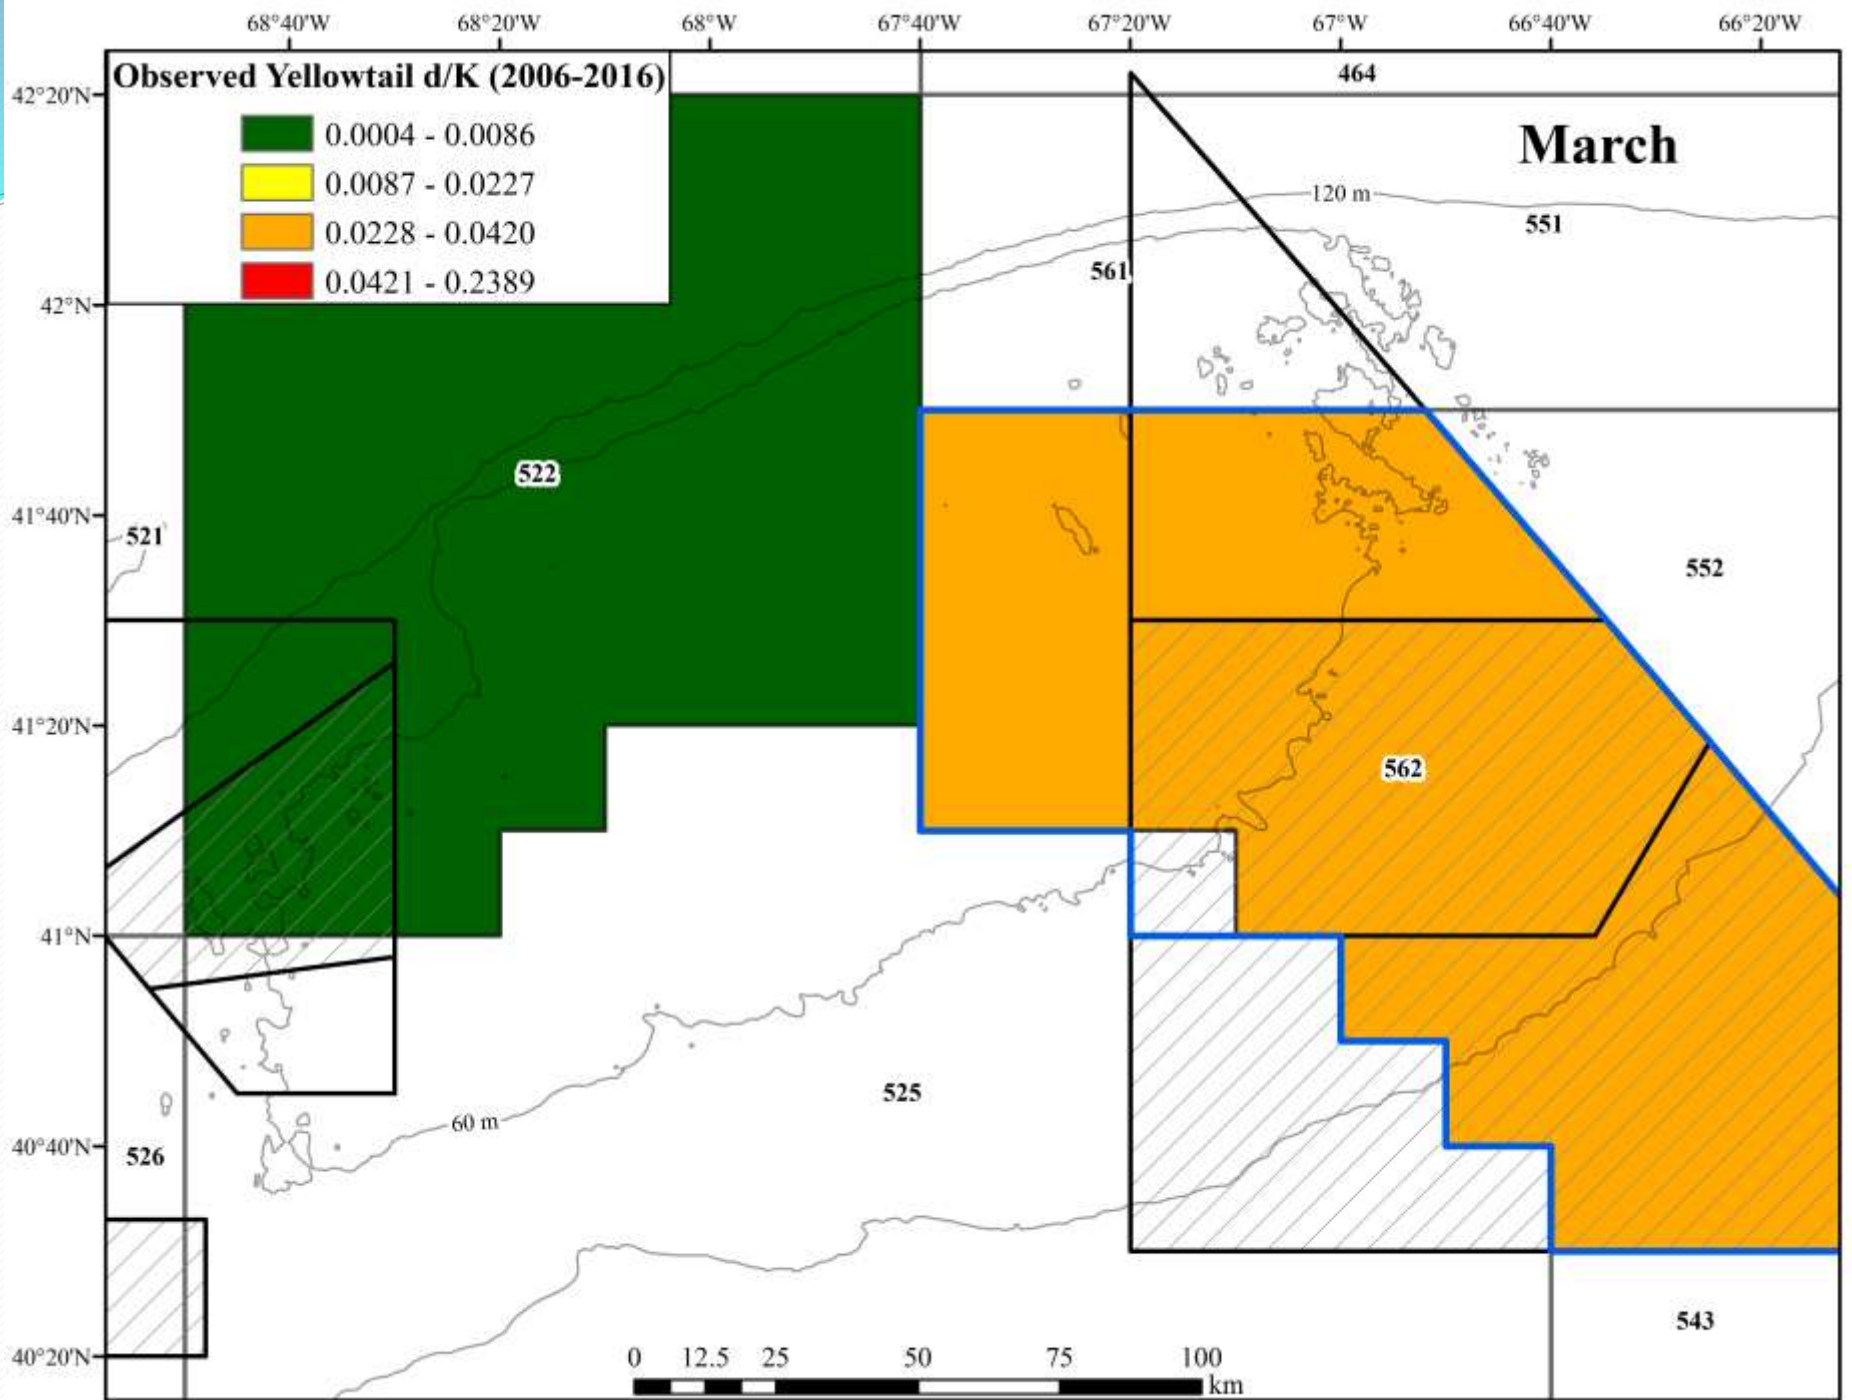 68°40'W 68°20'W 68°W 67°40'W 67°20'W 67°W 66°40'W 66°20'W
Observed Yellowtail d/K (2006-2016)
0.0004 - 0.0086
0.0087 - 0.0227
0.0228 - 0.0420
0.0421 - 0.2389
March
42°20'N
42°N
41°40'N
41°20'N
41°N
40°40'N
40°20'N
464
120 m
551
561
522
521
552
562
525
60 m
526
543
0 12.5 25 50 75 100
km